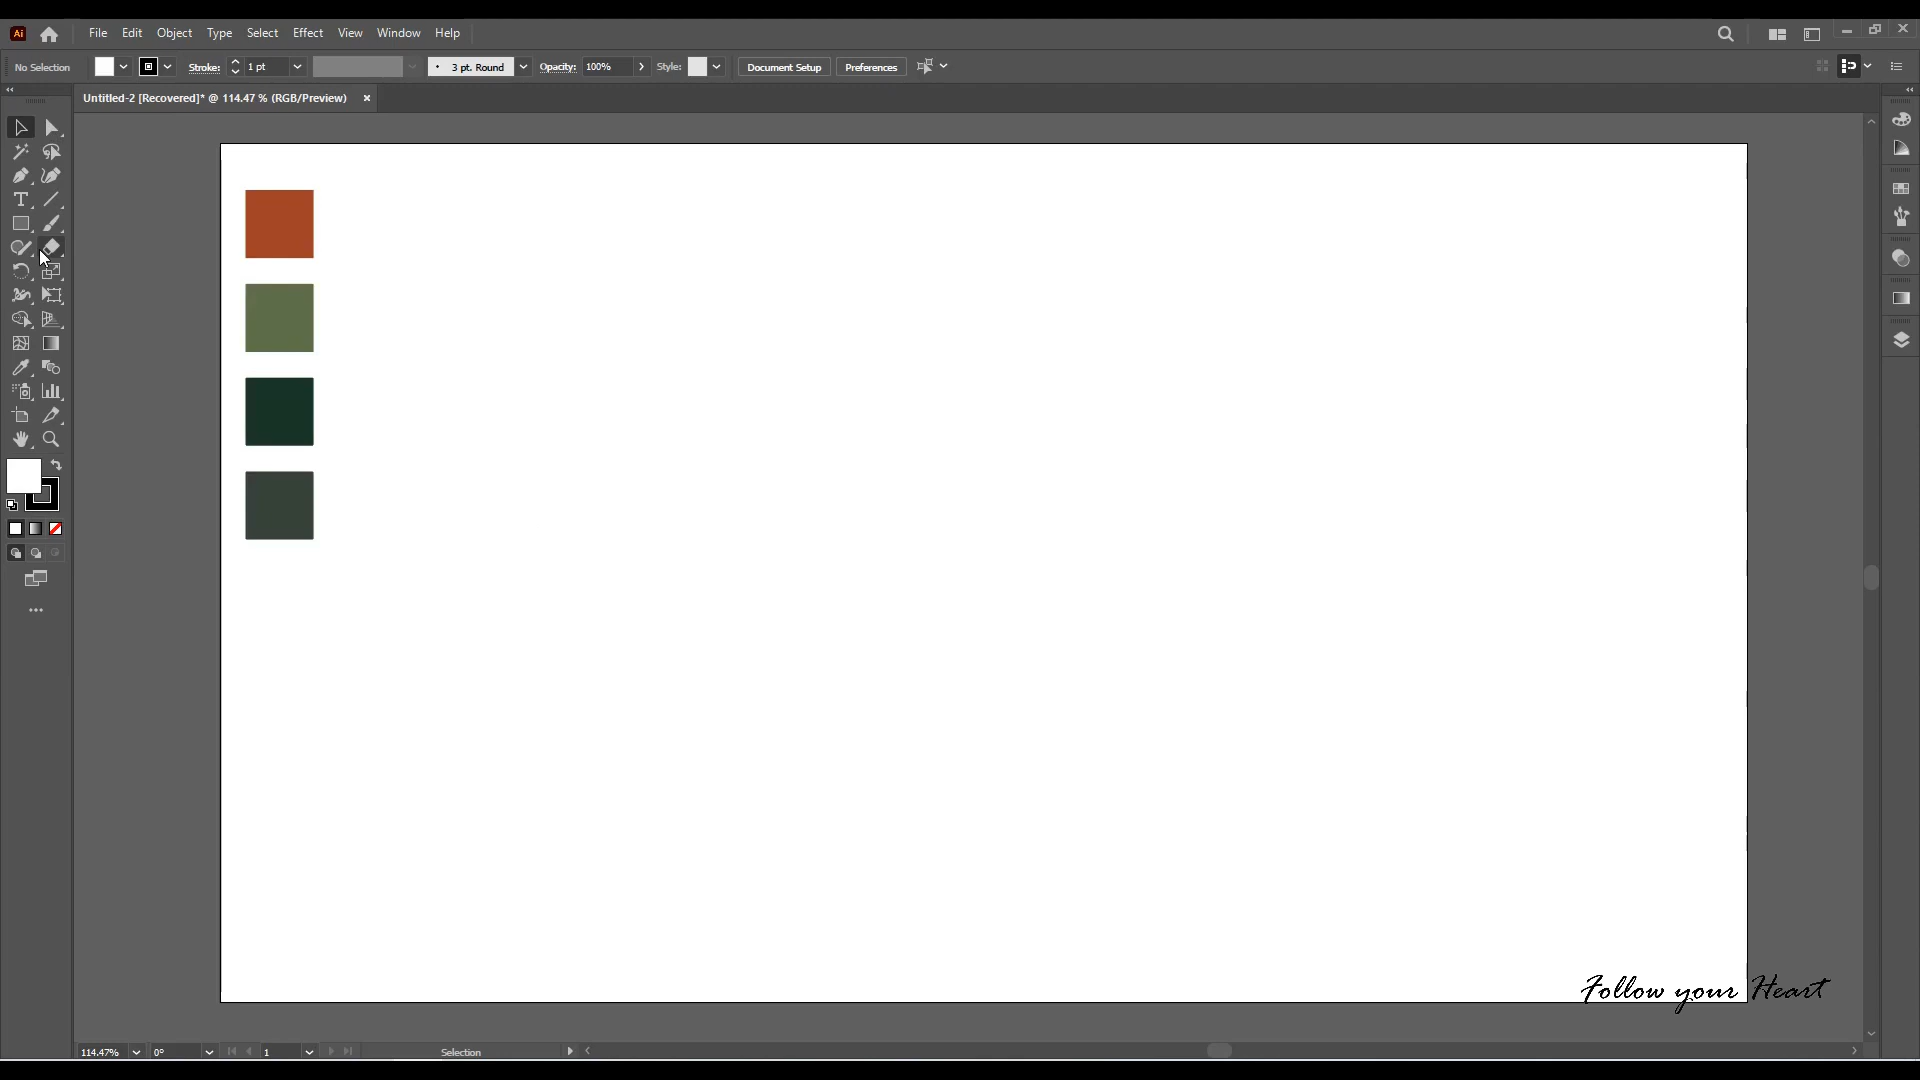 Ai File Edit Object Type Select Effect View Window Help
No Selection Stroke: 1 pt 3 pt. Round Opacity: 100% Style: Document Setup Preferences
Untitled-2 [Recovered]* @ 114.47 % (RGB/Preview)
Follow your Heart
114.47% 0° 1 Selection